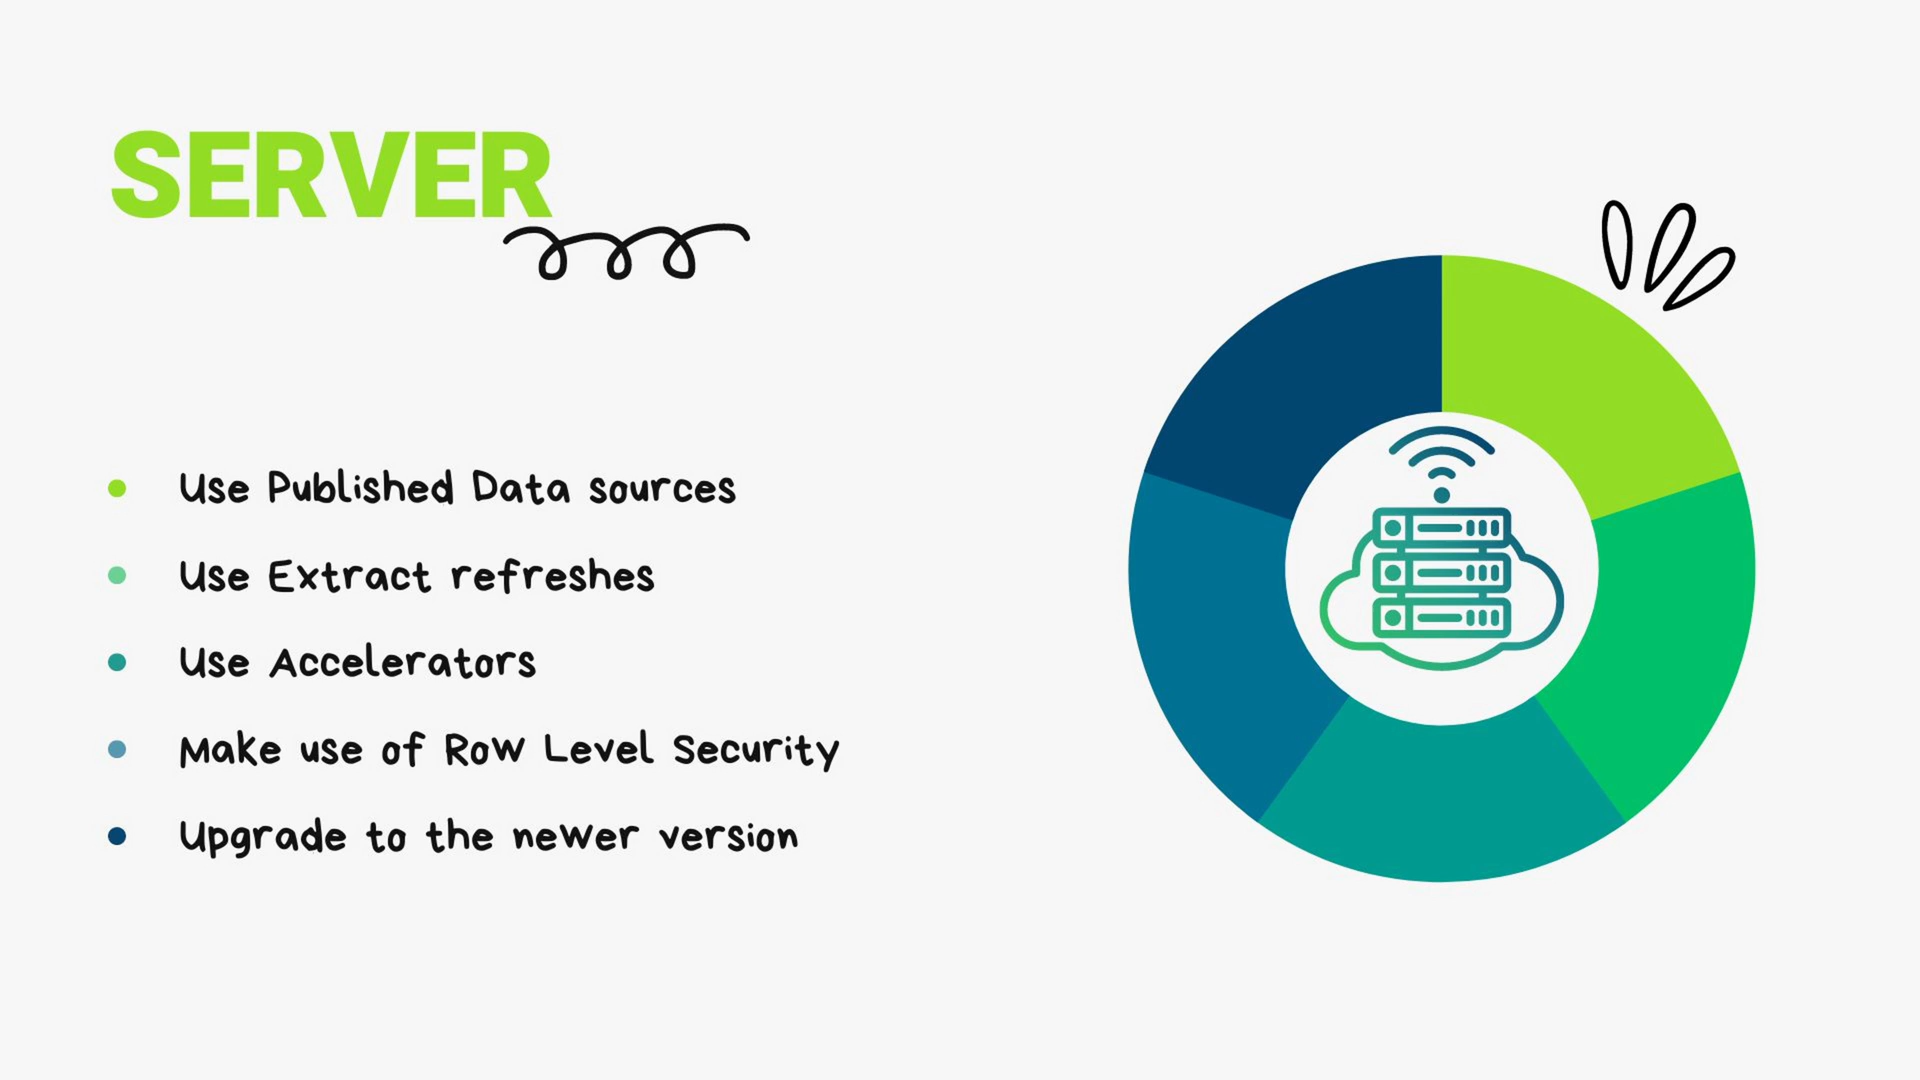 SERVER
Use Published Data sources
Use Extract refreshes
Use Accelerators
Make use of Row Level Security
Upgrade to the newer version